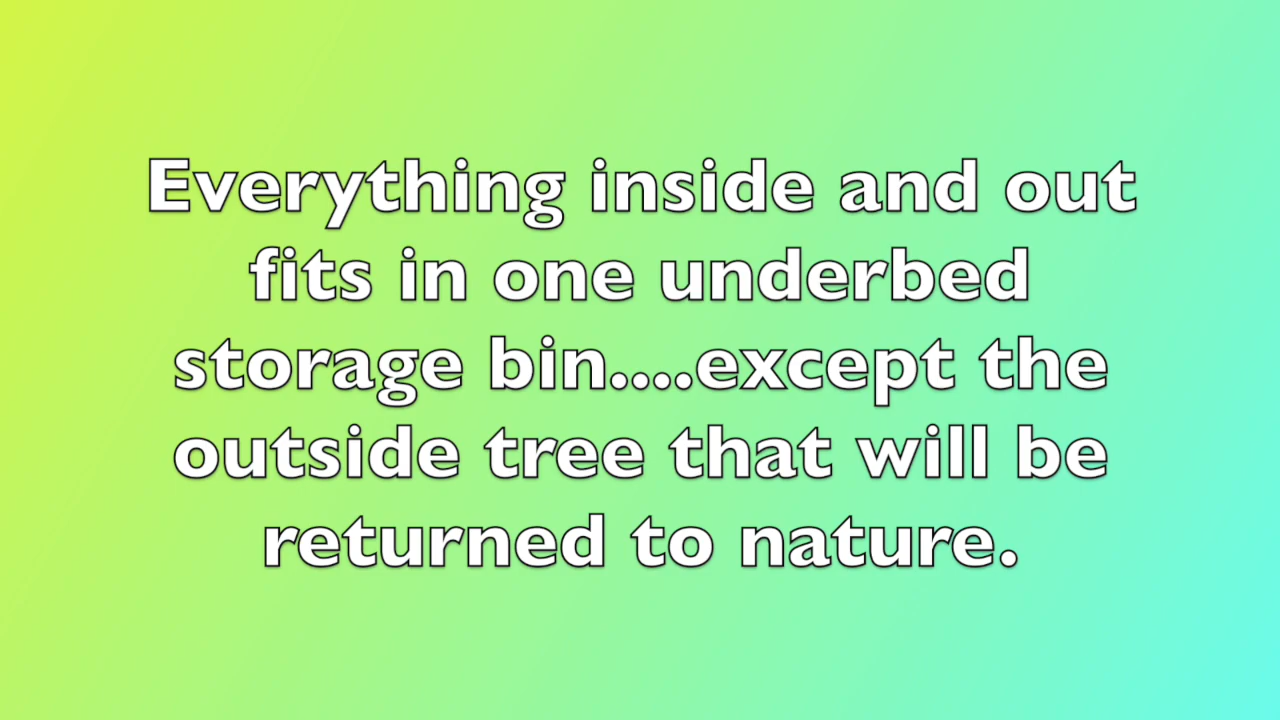 Everything inside and out
fits in one underbed
storage bin....except the
outside tree that will be
returned to nature.